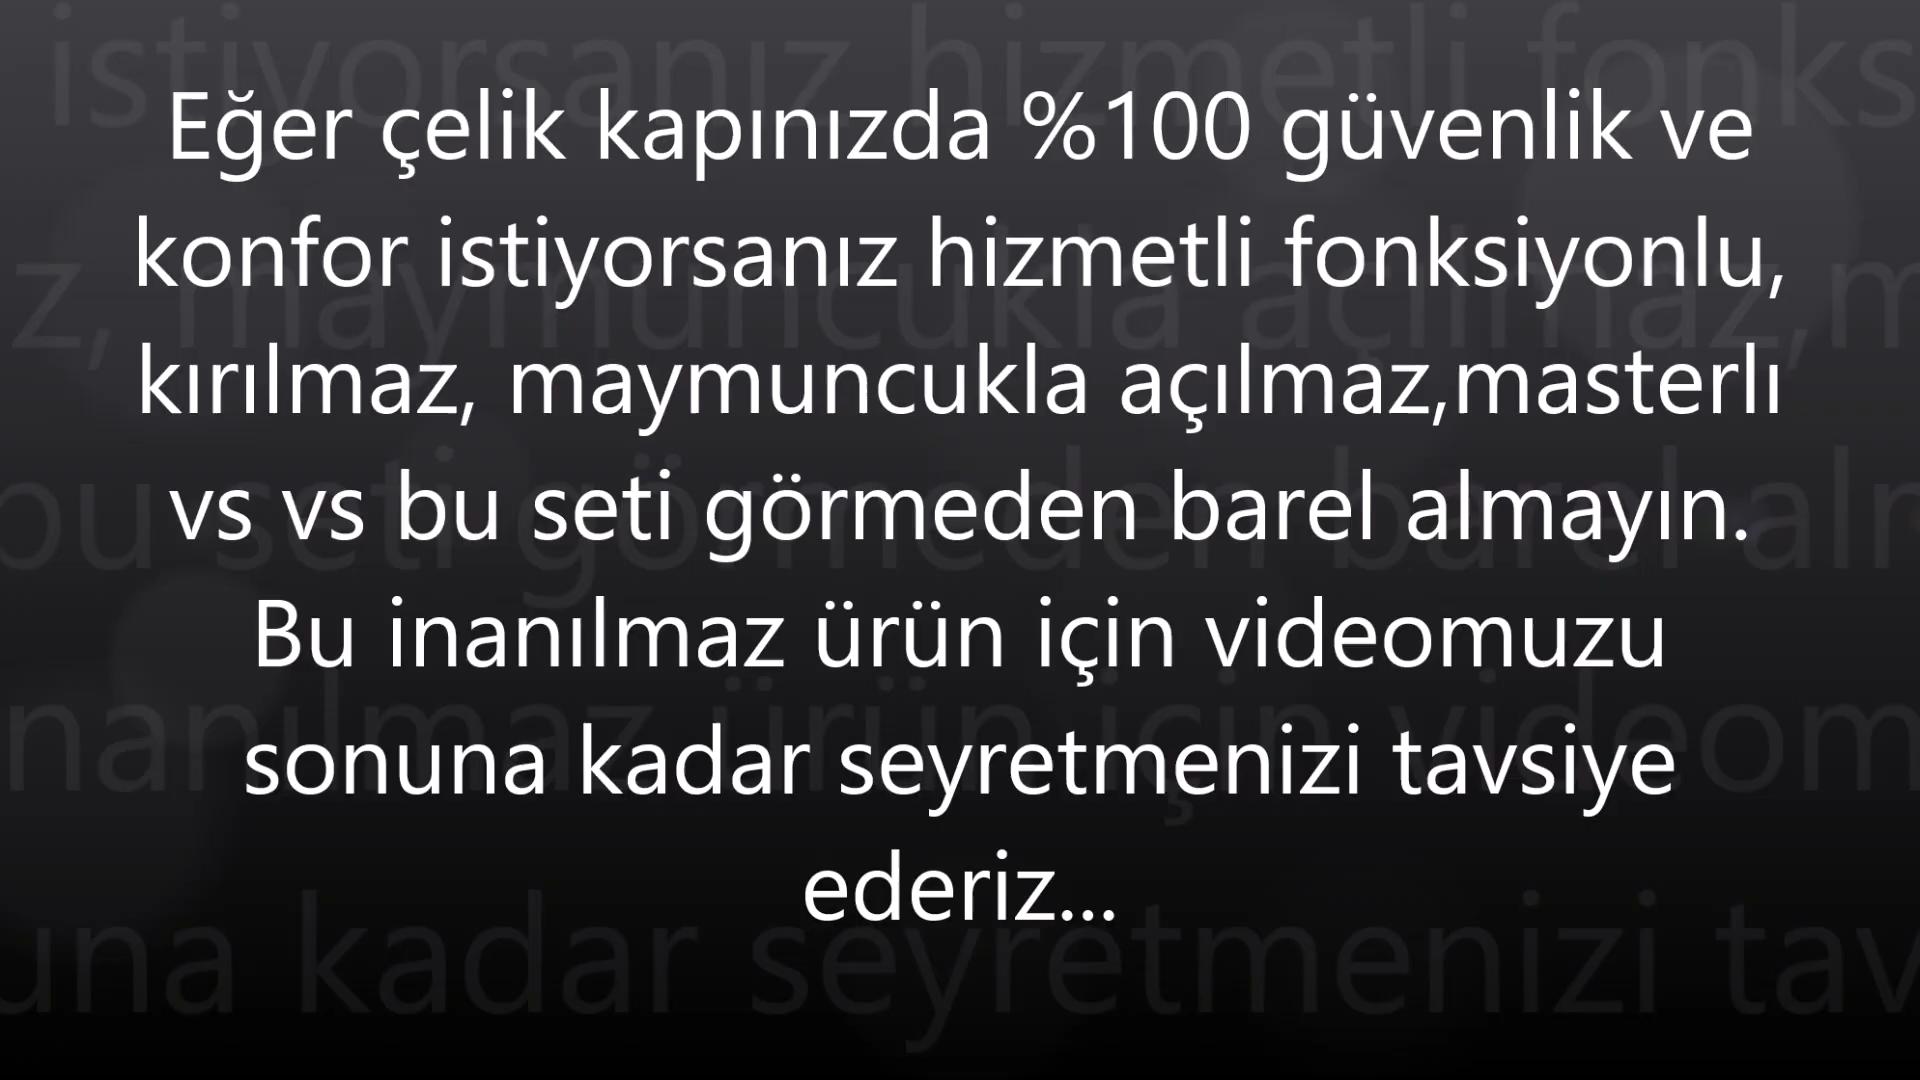 Eğer çelik kapınızda %100 güvenlik ve
konfor istiyorsanız hizmetli fonksiyonlu,
kırılmaz, maymuncukla açılmaz,masterlı
vs vs bu seti görmeden barel almayın.
Bu inanılmaz ürün için videomuzu
sonuna kadar seyretmenizi tavsiye
ederiz...